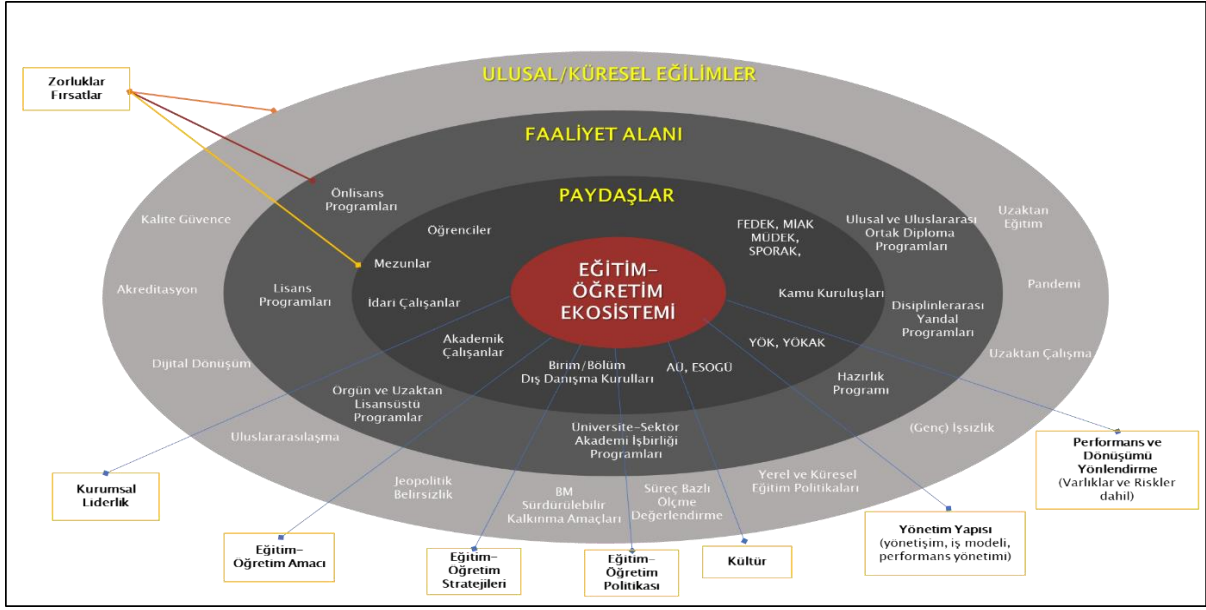 Zorluklar
Fırsatlar
ULUSAL/KÜRESEL EĞİLİMLER
FAALİYET ALANI
PAYDAŞLAR
EĞİTİM-
ÖĞRETİM
EKOSİSTEMİ
Öğrenciler
Mezunlar
İdari Çalışanlar
Akademik
Çalışanlar
Birim/Bölüm
Dış Danışma Kurulları
AÜ, ESOGÜ
YÖK, YÖKAK
Kamu Kuruluşları
FEDEK, MİAK
MÜDEK,
SPORAK,
Önlisans
Programları
Lisans
Programları
Örgün ve Uzaktan
Lisansüstü
Programlar
Üniversite-Sektör
Akademi İşbirliği
Programları
Hazırlık
Programı
Disiplinlerarası
Yandal
Programları
Ulusal ve Uluslararası
Ortak Diploma
Programları
Kalite Güvence
Akreditasyon
Dijital Dönüşüm
Uluslararasılaşma
Jeopolitik
Belirsizlik
BM
Sürdürülebilir
Kalkınma Amaçları
Süreç Bazlı
Ölçme
Değerlendirme
Yerel ve Küresel
Eğitim Politikaları
(Genç) İşsizlik
Uzaktan Çalışma
Pandemi
Uzaktan
Eğitim
Kurumsal
Liderlik
Eğitim-
Öğretim Amacı
Eğitim-
Öğretim
Stratejileri
Eğitim-
Öğretim
Politikası
Kültür
Yönetim Yapısı
(yönetişim, iş modeli,
performans yönetimi)
Performans ve
Dönüşümü
Yönlendirme
(Varlıklar ve Riskler
dahil)